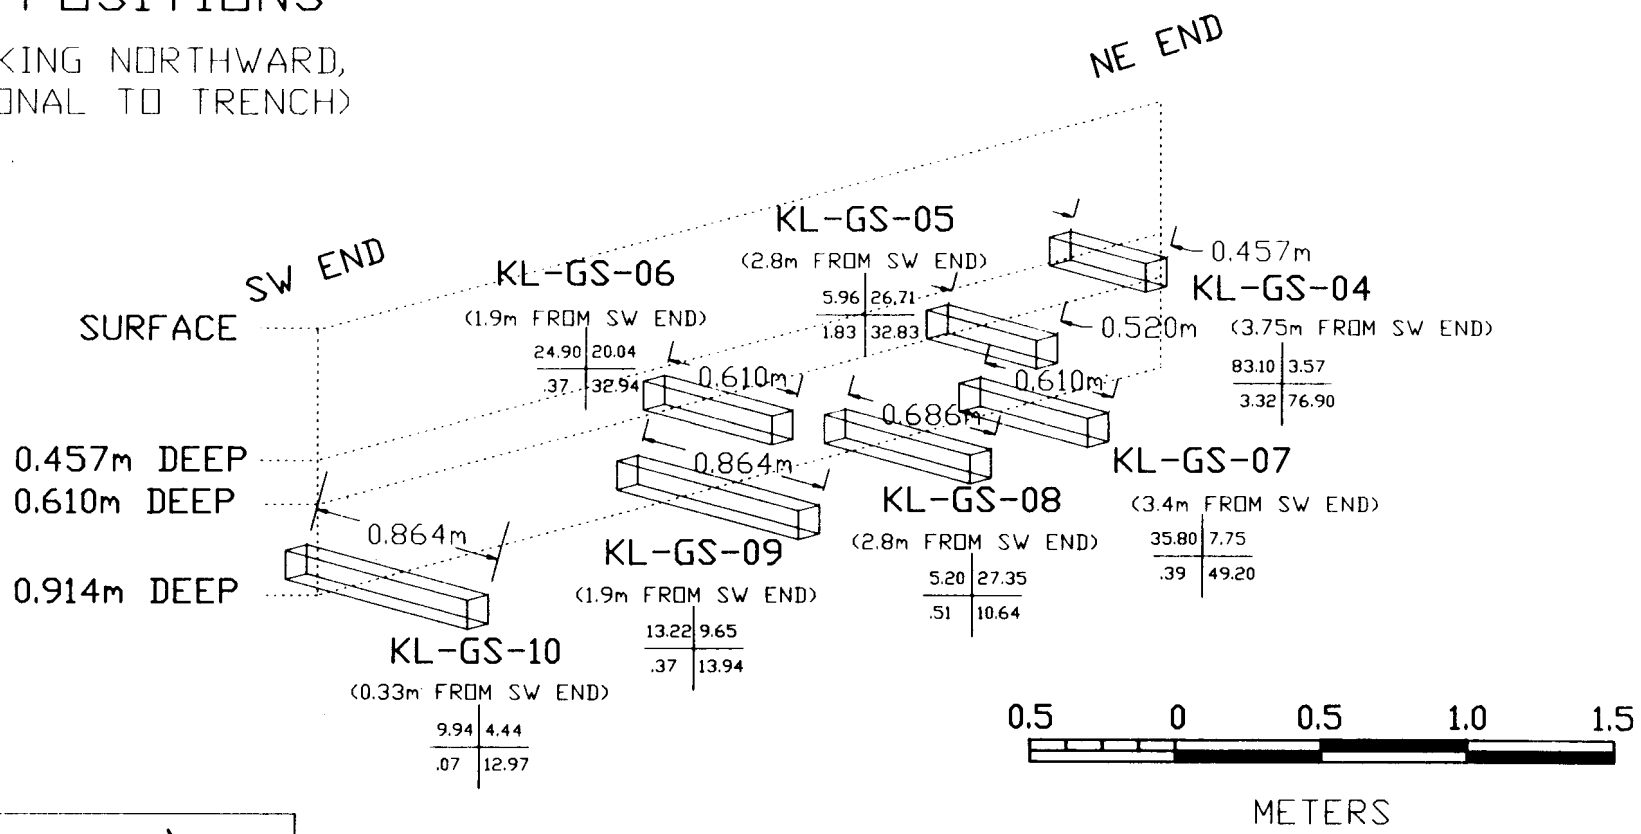 POSITIONS
KING NORTHWARD,
ONAL TO TRENCH)
NE END
SW END
SURFACE
0.457m DEEP
0.610m DEEP
0.914m DEEP
KL-GS-05
(2.8m FROM SW END)
5.96 26.71
1.83 32.83
0.457m
KL-GS-04
(3.75m FROM SW END)
83.10 3.57
3.32 76.90
0.520m
KL-GS-06
(1.9m FROM SW END)
24.90 20.04
.37 32.94
0.610m
0.610m
0.686m
KL-GS-07
(3.4m FROM SW END)
35.80 7.75
.39 49.20
KL-GS-08
(2.8m FROM SW END)
5.20 27.35
.51 10.64
0.864m
KL-GS-09
(1.9m FROM SW END)
13.22 9.65
.37 13.94
0.864m
KL-GS-10
(0.33m FROM SW END)
9.94 4.44
.07 12.97
0.5 0 0.5 1.0 1.5
METERS